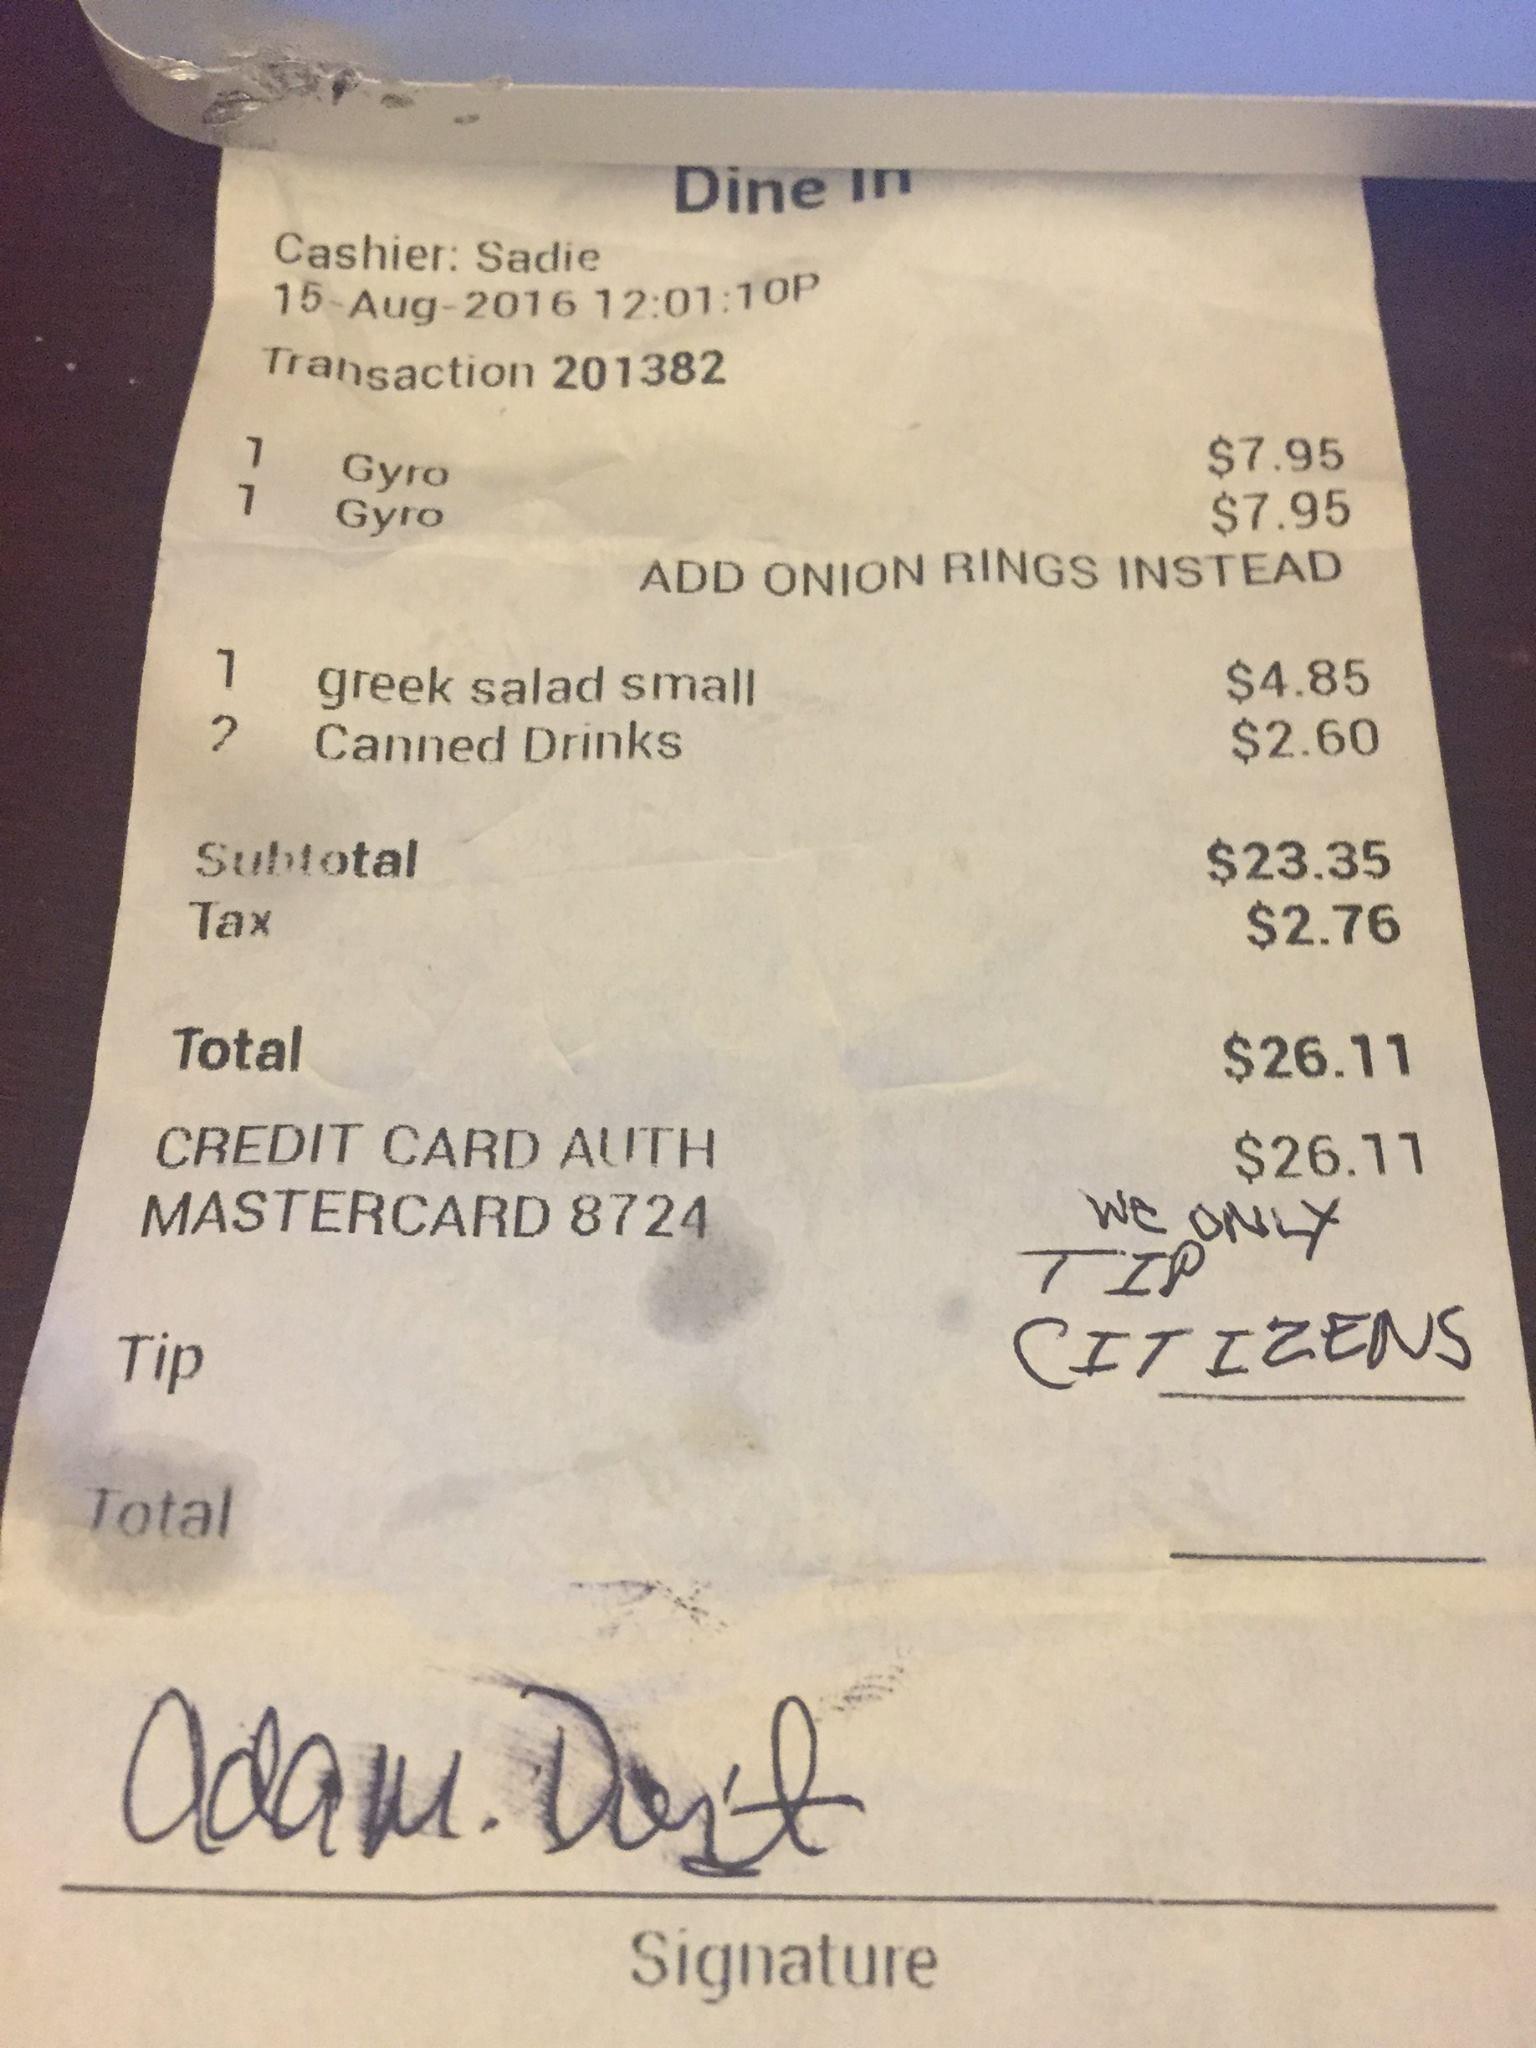 Dine In
Cashier: Sadie
15-Aug-2016 12:01:10P
Transaction 201382
1 Gyro $7.95
1 Gyro $7.95
ADD ONION RINGS INSTEAD
1 greek salad small $4.85
2 Canned Drinks $2.60
Subtotal $23.35
Tax $2.76
Total $26.11
CREDIT CARD AUTH $26.11
MASTERCARD 8724
WE ONLY
TIP
Tip CITIZENS
Total
Adam.
Signature